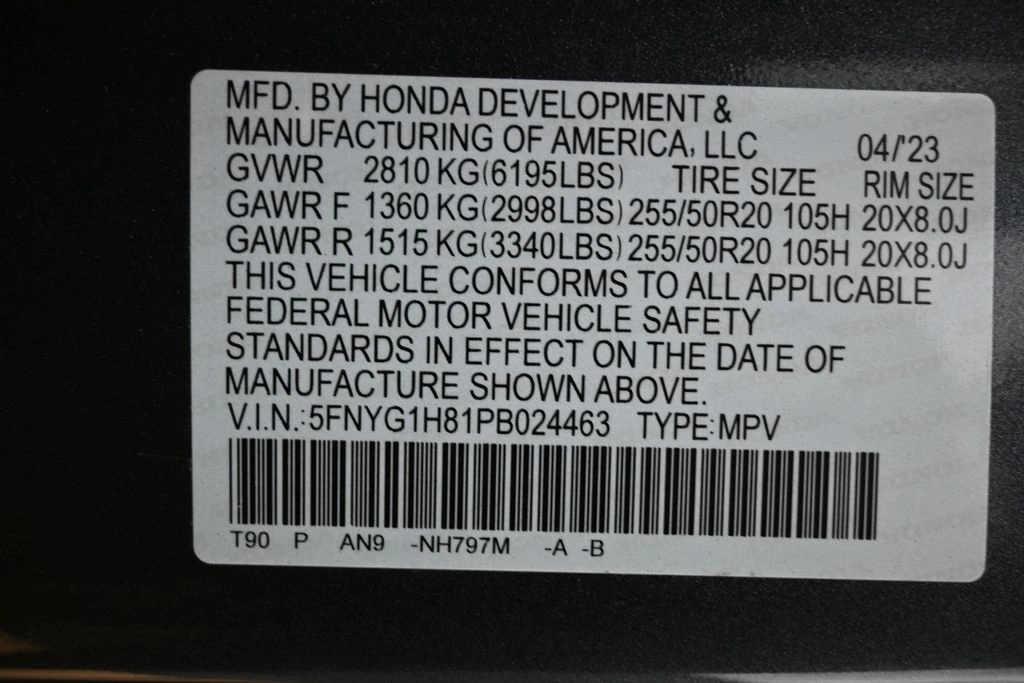 MFD. BY HONDA DEVELOPMENT &
MANUFACTURING OF AMERICA, LLC 04/'23
GVWR 2810 KG(6195LBS) TIRE SIZE RIM SIZE
GAWR F 1360 KG(2998LBS) 255/50R20 105H 20X8.0J
GAWR R 1515 KG(3340LBS) 255/50R20 105H 20X8.0J
THIS VEHICLE CONFORMS TO ALL APPLICABLE
FEDERAL MOTOR VEHICLE SAFETY
STANDARDS IN EFFECT ON THE DATE OF
MANUFACTURE SHOWN ABOVE.
V.I.N.:5FNYG1H81PB024463 TYPE:MPV
T90 P AN9 -NH797M -A -B